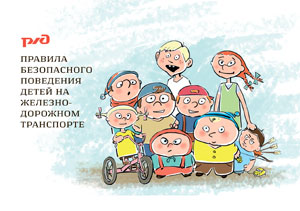 РЖД
ПРАВИЛА
БЕЗОПАСНОГО
ПОВЕДЕНИЯ
ДЕТЕЙ НА
ЖЕЛЕЗНО-
ДОРОЖНОМ
ТРАНСПОРТЕ